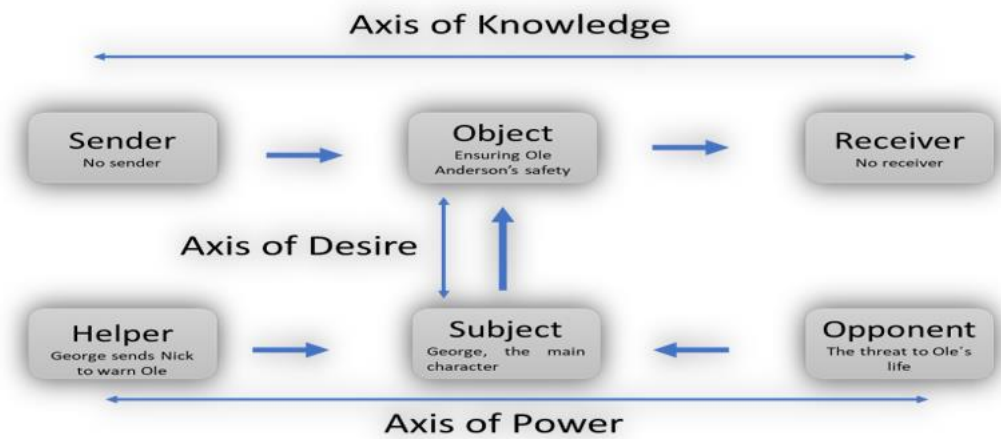 Axis of Knowledge
Sender
No sender
Object
Ensuring Ole
Anderson's safety
Receiver
No receiver
Axis of Desire
Helper
George sends Nick
to warn Ole
Subject
George, the main
character
Opponent
The threat to Ole´s
life
Axis of Power